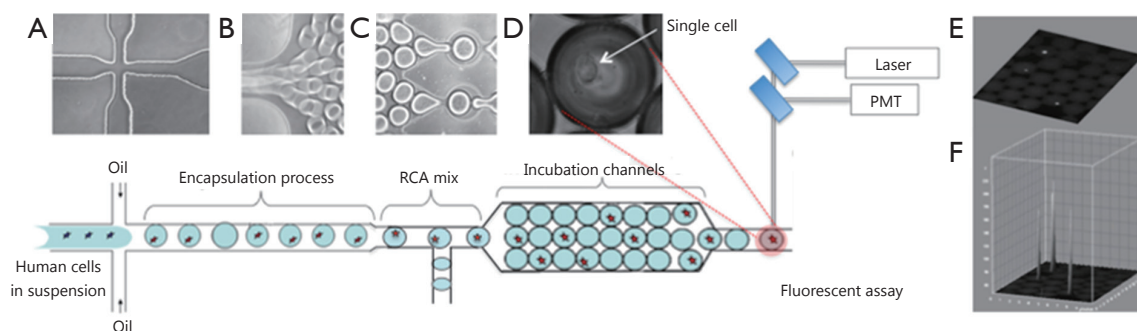 A
B
C
D
Single cell
E
Laser
PMT
F
Oil
Encapsulation process
RCA mix
Incubation channels
Human cells
in suspension
Oil
Fluorescent assay